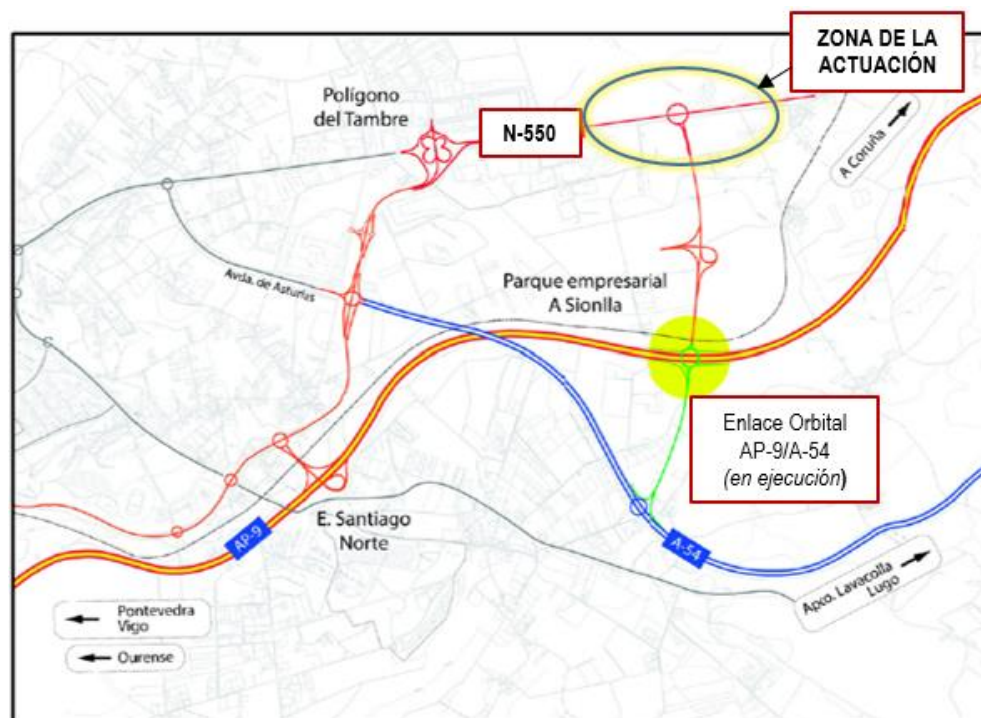 ZONA DE LA
ACTUACIÓN
Polígono
del Tambre
N-550
A Coruña
Avda. de Asturias
Parque empresarial
A Sionlla
Enlace Orbital
AP-9/A-54
(en ejecución)
E. Santiago
Norte
AP-9
A-54
Apto. Lavacolla
Lugo
Pontevedra
Vigo
Ourense